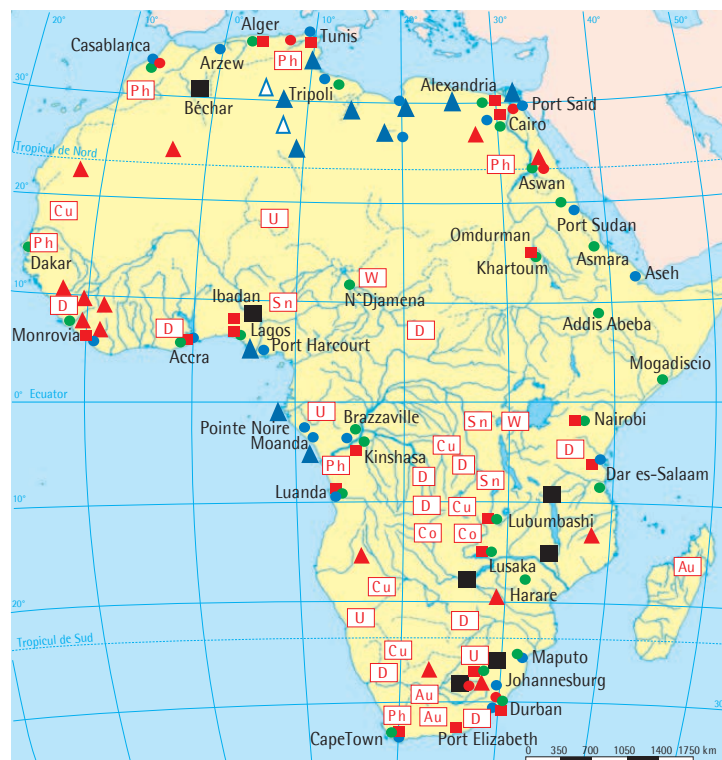 Alger
Tunis
Casablanca
Arzew
Ph
Tripoli
Alexandria
30°
Ph
Béchar
Port Said
Cairo
Tropicul de Nord
Ph
Aswan
20°
Cu
U
Port Sudan
Omdurman
Ph
Dakar
Khartoum
Asmara
W
Aseh
10°
D
Ibadan
Sn
N^Djamena
Monrovia
D
Lagos
D
Addis Abeba
Accra
Port Harcourt
Mogadiscio
0° Ecuator
U
Brazzaville
Sn
W
Nairobi
Pointe Noire
Moanda
Cu
D
Ph
Kinshasa
D
D
Sn
Dar es-Salaam
Luanda
10°
D
Cu
Lubumbashi
Co
Co
Lusaka
Au
Cu
Harare
20°
U
D
Tropicul de Sud
Cu
U
Maputo
D
Johannesburg
Au
30°
Ph
Au
D
Durban
CapeTown
Port Elizabeth
0 350 700 1050 1400 1750 km
20°
10°
0°
10°
20°
30°
40°
50°